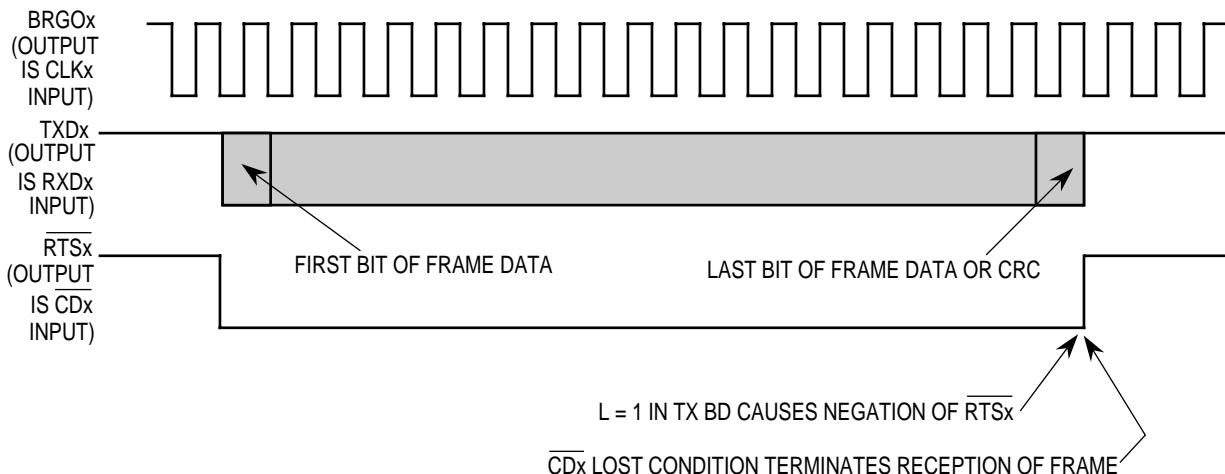 BRGOx
(OUTPUT
IS CLKx
INPUT)
TXDx
(OUTPUT
IS RXDx
INPUT)
RTSx
(OUTPUT
IS CDx
INPUT)
FIRST BIT OF FRAME DATA
LAST BIT OF FRAME DATA OR CRC
L = 1 IN TX BD CAUSES NEGATION OF RTSx
CDx LOST CONDITION TERMINATES RECEPTION OF FRAME